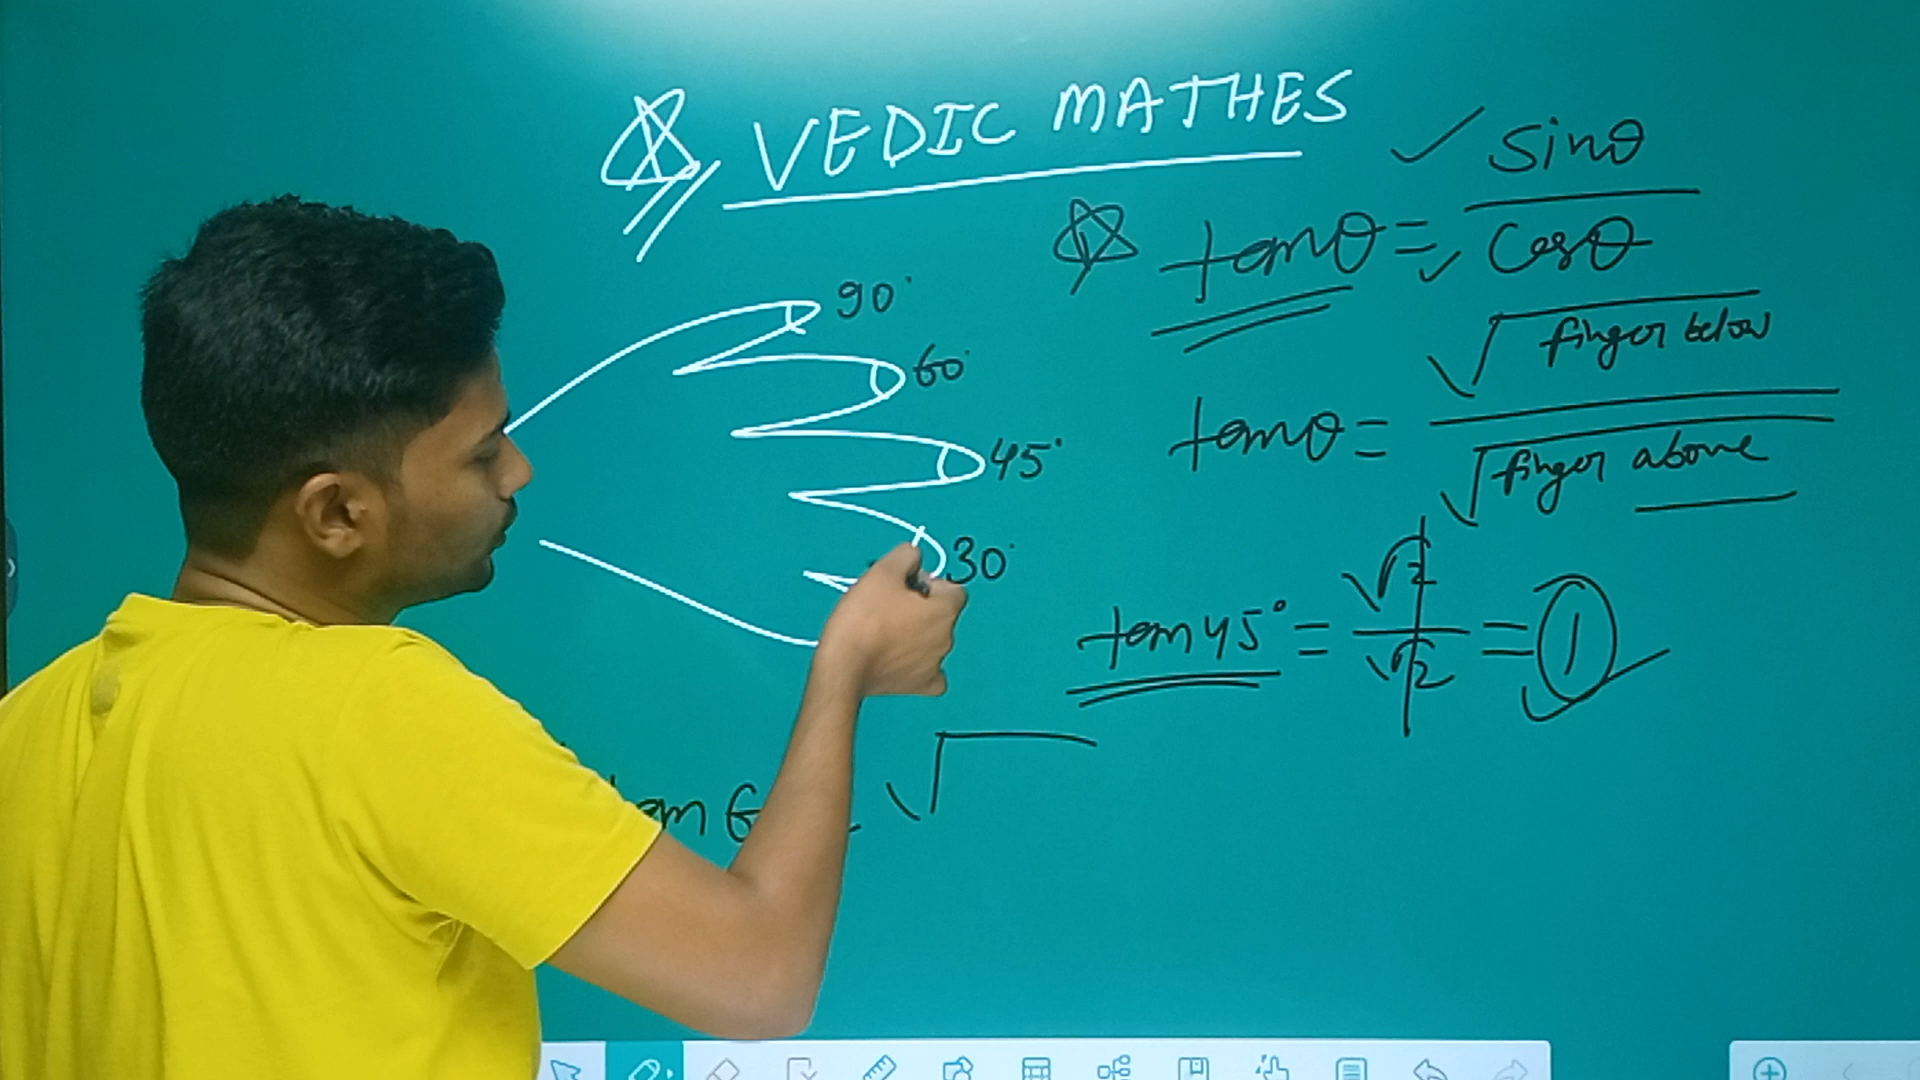 VEDIC MATHES
tanθ = sinθ / cosθ
90°
60°
45°
30°
tanθ = √finger below / √finger above
tan45° = √2 / √2 = 1